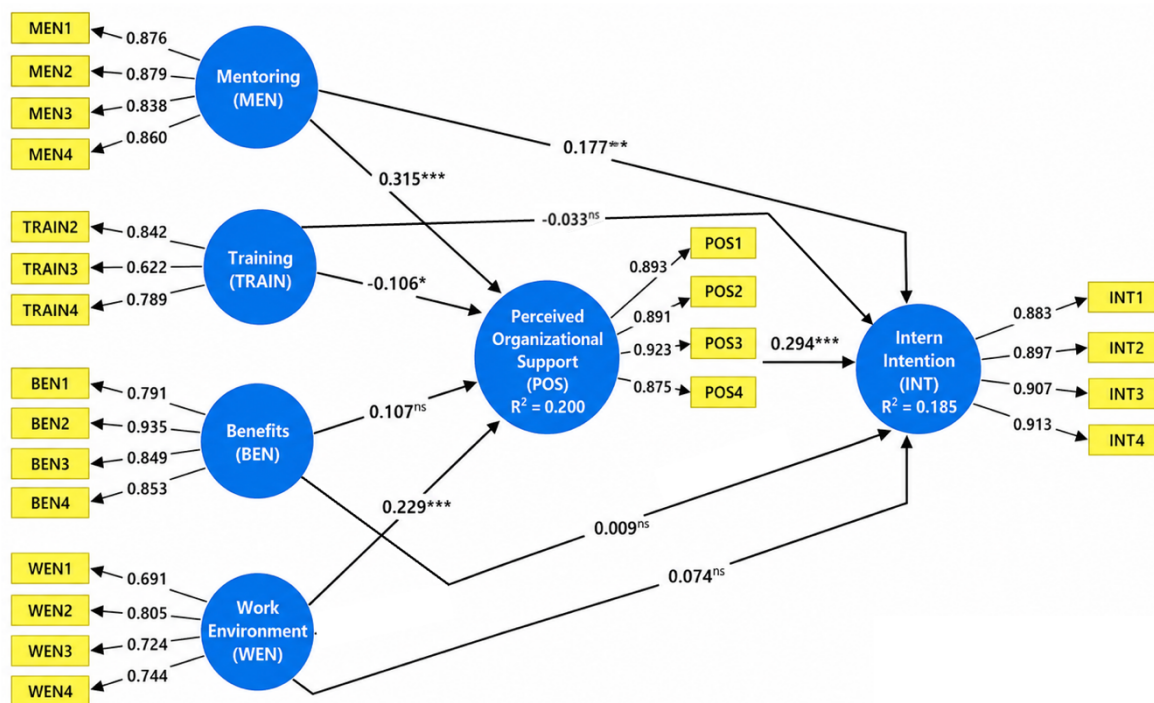 MEN1
0.876
MEN2
0.879
MEN3
0.838
MEN4
0.860
Mentoring
(MEN)
0.177**
0.315***
TRAIN2
0.842
TRAIN3
0.622
TRAIN4
0.789
Training
(TRAIN)
-0.033ns
-0.106*
POS1
0.893
POS2
0.891
POS3
0.923
POS4
0.875
Perceived
Organizational
Support
(POS)
R² = 0.200
0.294***
Intern
Intention
(INT)
R² = 0.185
INT1
0.883
INT2
0.897
INT3
0.907
INT4
0.913
BEN1
0.791
BEN2
0.935
BEN3
0.849
BEN4
0.853
Benefits
(BEN)
0.107ns
0.229***
0.009ns
0.074ns
WEN1
0.691
WEN2
0.805
WEN3
0.724
WEN4
0.744
Work
Environment
(WEN)